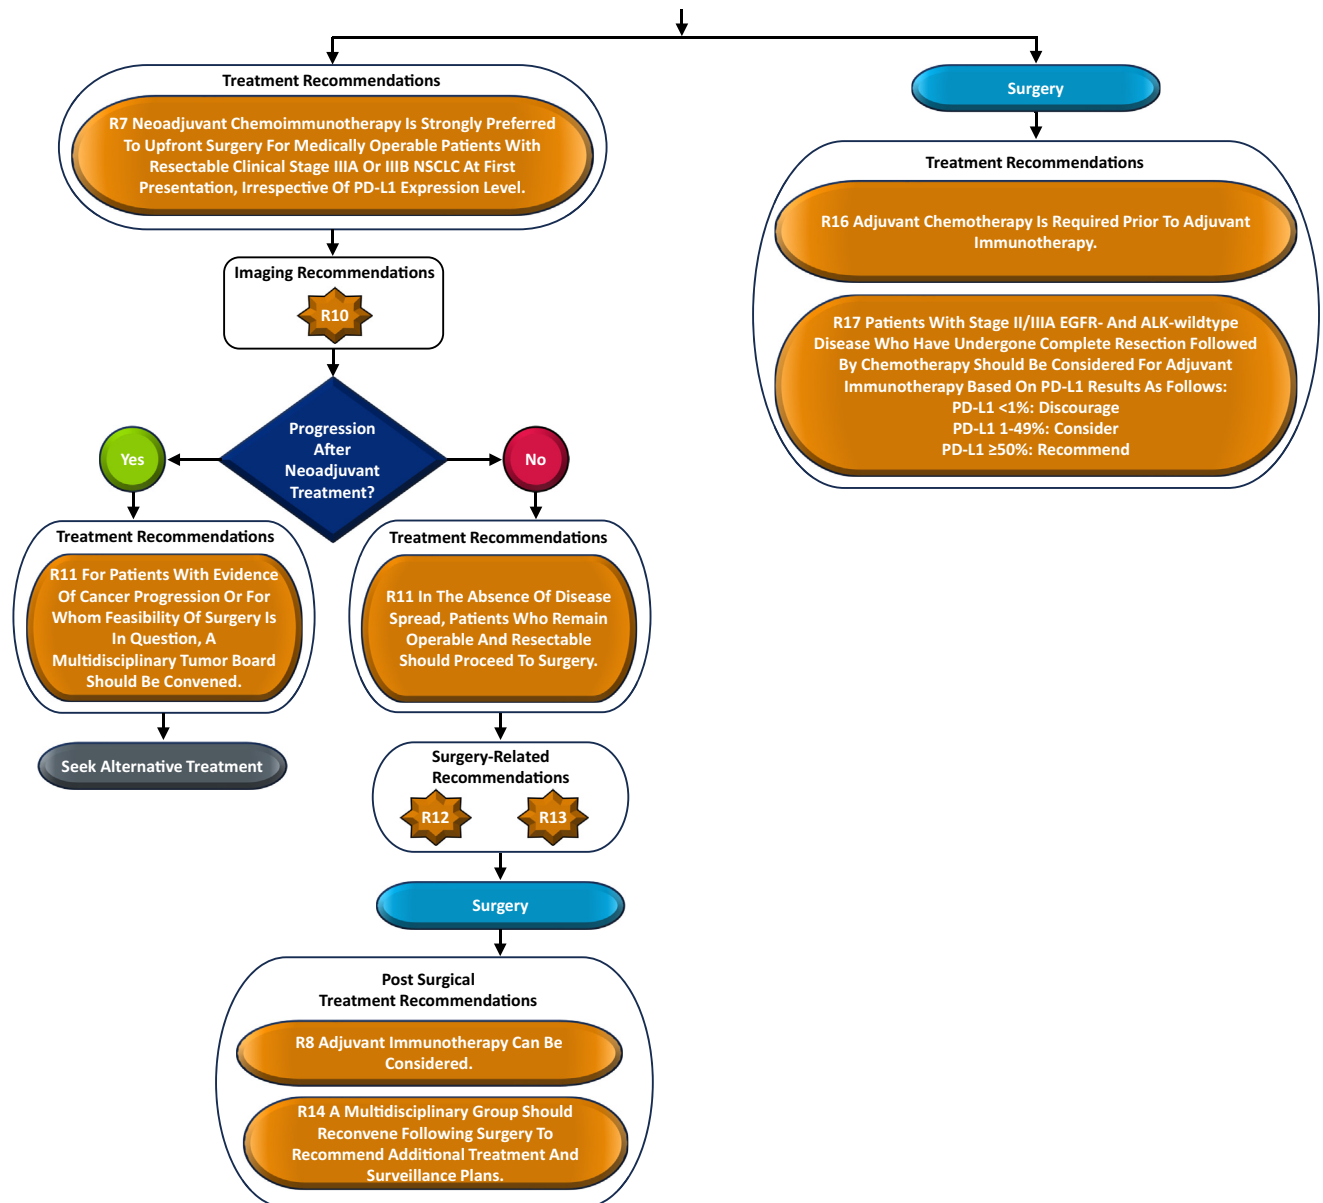 Treatment Recommendations
R7 Neoadjuvant Chemoimmunotherapy Is Strongly Preferred
To Upfront Surgery For Medically Operable Patients With
Resectable Clinical Stage IIIA Or IIIB NSCLC At First
Presentation, Irrespective Of PD-L1 Expression Level.
Imaging Recommendations
R10
Progression
After
Neoadjuvant
Treatment?
Yes
No
Treatment Recommendations
R11 For Patients With Evidence
Of Cancer Progression Or For
Whom Feasibility Of Surgery Is
In Question, A
Multidisciplinary Tumor Board
Should Be Convened.
Seek Alternative Treatment
Treatment Recommendations
R11 In The Absence Of Disease
Spread, Patients Who Remain
Operable And Resectable
Should Proceed To Surgery.
Surgery-Related
Recommendations
R12
R13
Surgery
Post Surgical
Treatment Recommendations
R8 Adjuvant Immunotherapy Can Be
Considered.
R14 A Multidisciplinary Group Should
Reconvene Following Surgery To
Recommend Additional Treatment And
Surveillance Plans.
Surgery
Treatment Recommendations
R16 Adjuvant Chemotherapy Is Required Prior To Adjuvant
Immunotherapy.
R17 Patients With Stage II/IIIA EGFR- And ALK-wildtype
Disease Who Have Undergone Complete Resection Followed
By Chemotherapy Should Be Considered For Adjuvant
Immunotherapy Based On PD-L1 Results As Follows:
PD-L1 <1%: Discourage
PD-L1 1-49%: Consider
PD-L1 ≥50%: Recommend